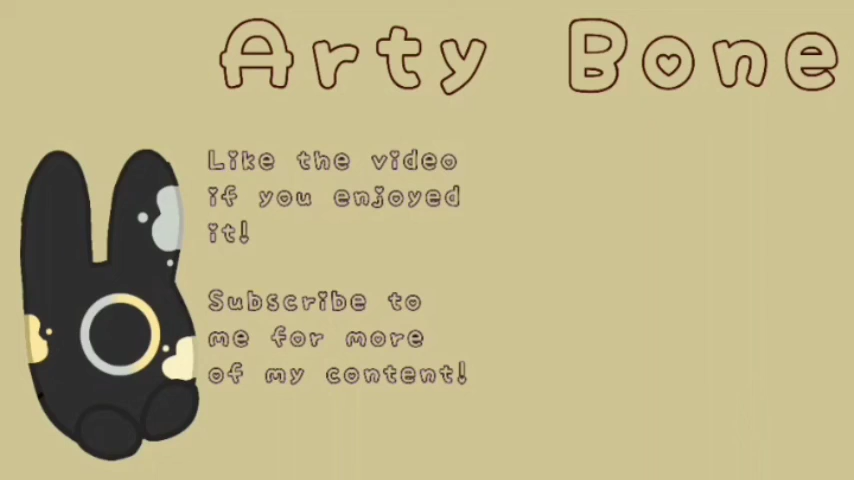 Arty Bone
Like the video
if you enjoyed
it!
Subscribe to
me for more
of my content!